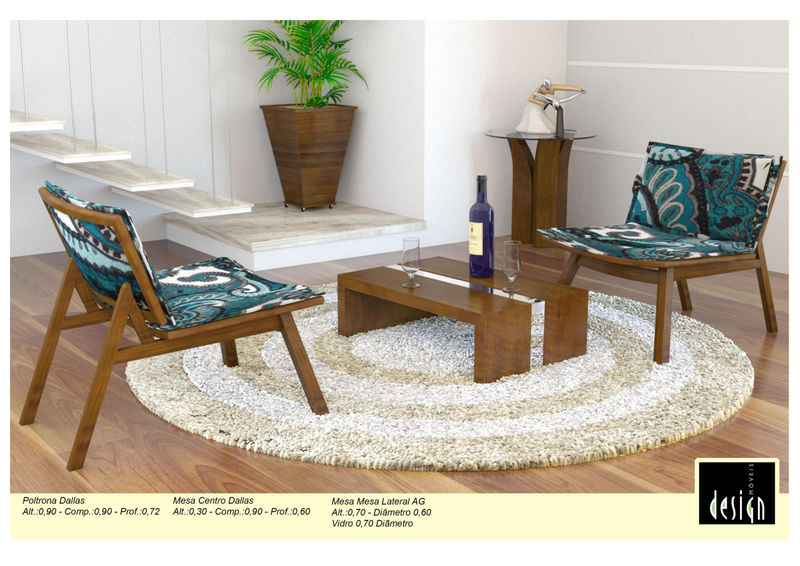 Poltrona Dallas
Alt.:0,90 - Comp.:0,90 - Prof.:0,72
Mesa Centro Dallas
Alt.:0,30 - Comp.:0,90 - Prof.:0,60
Mesa Mesa Lateral AG
Alt.:0,70 - Diâmetro 0,60
Vidro 0,70 Diâmetro
design
MÓVEIS